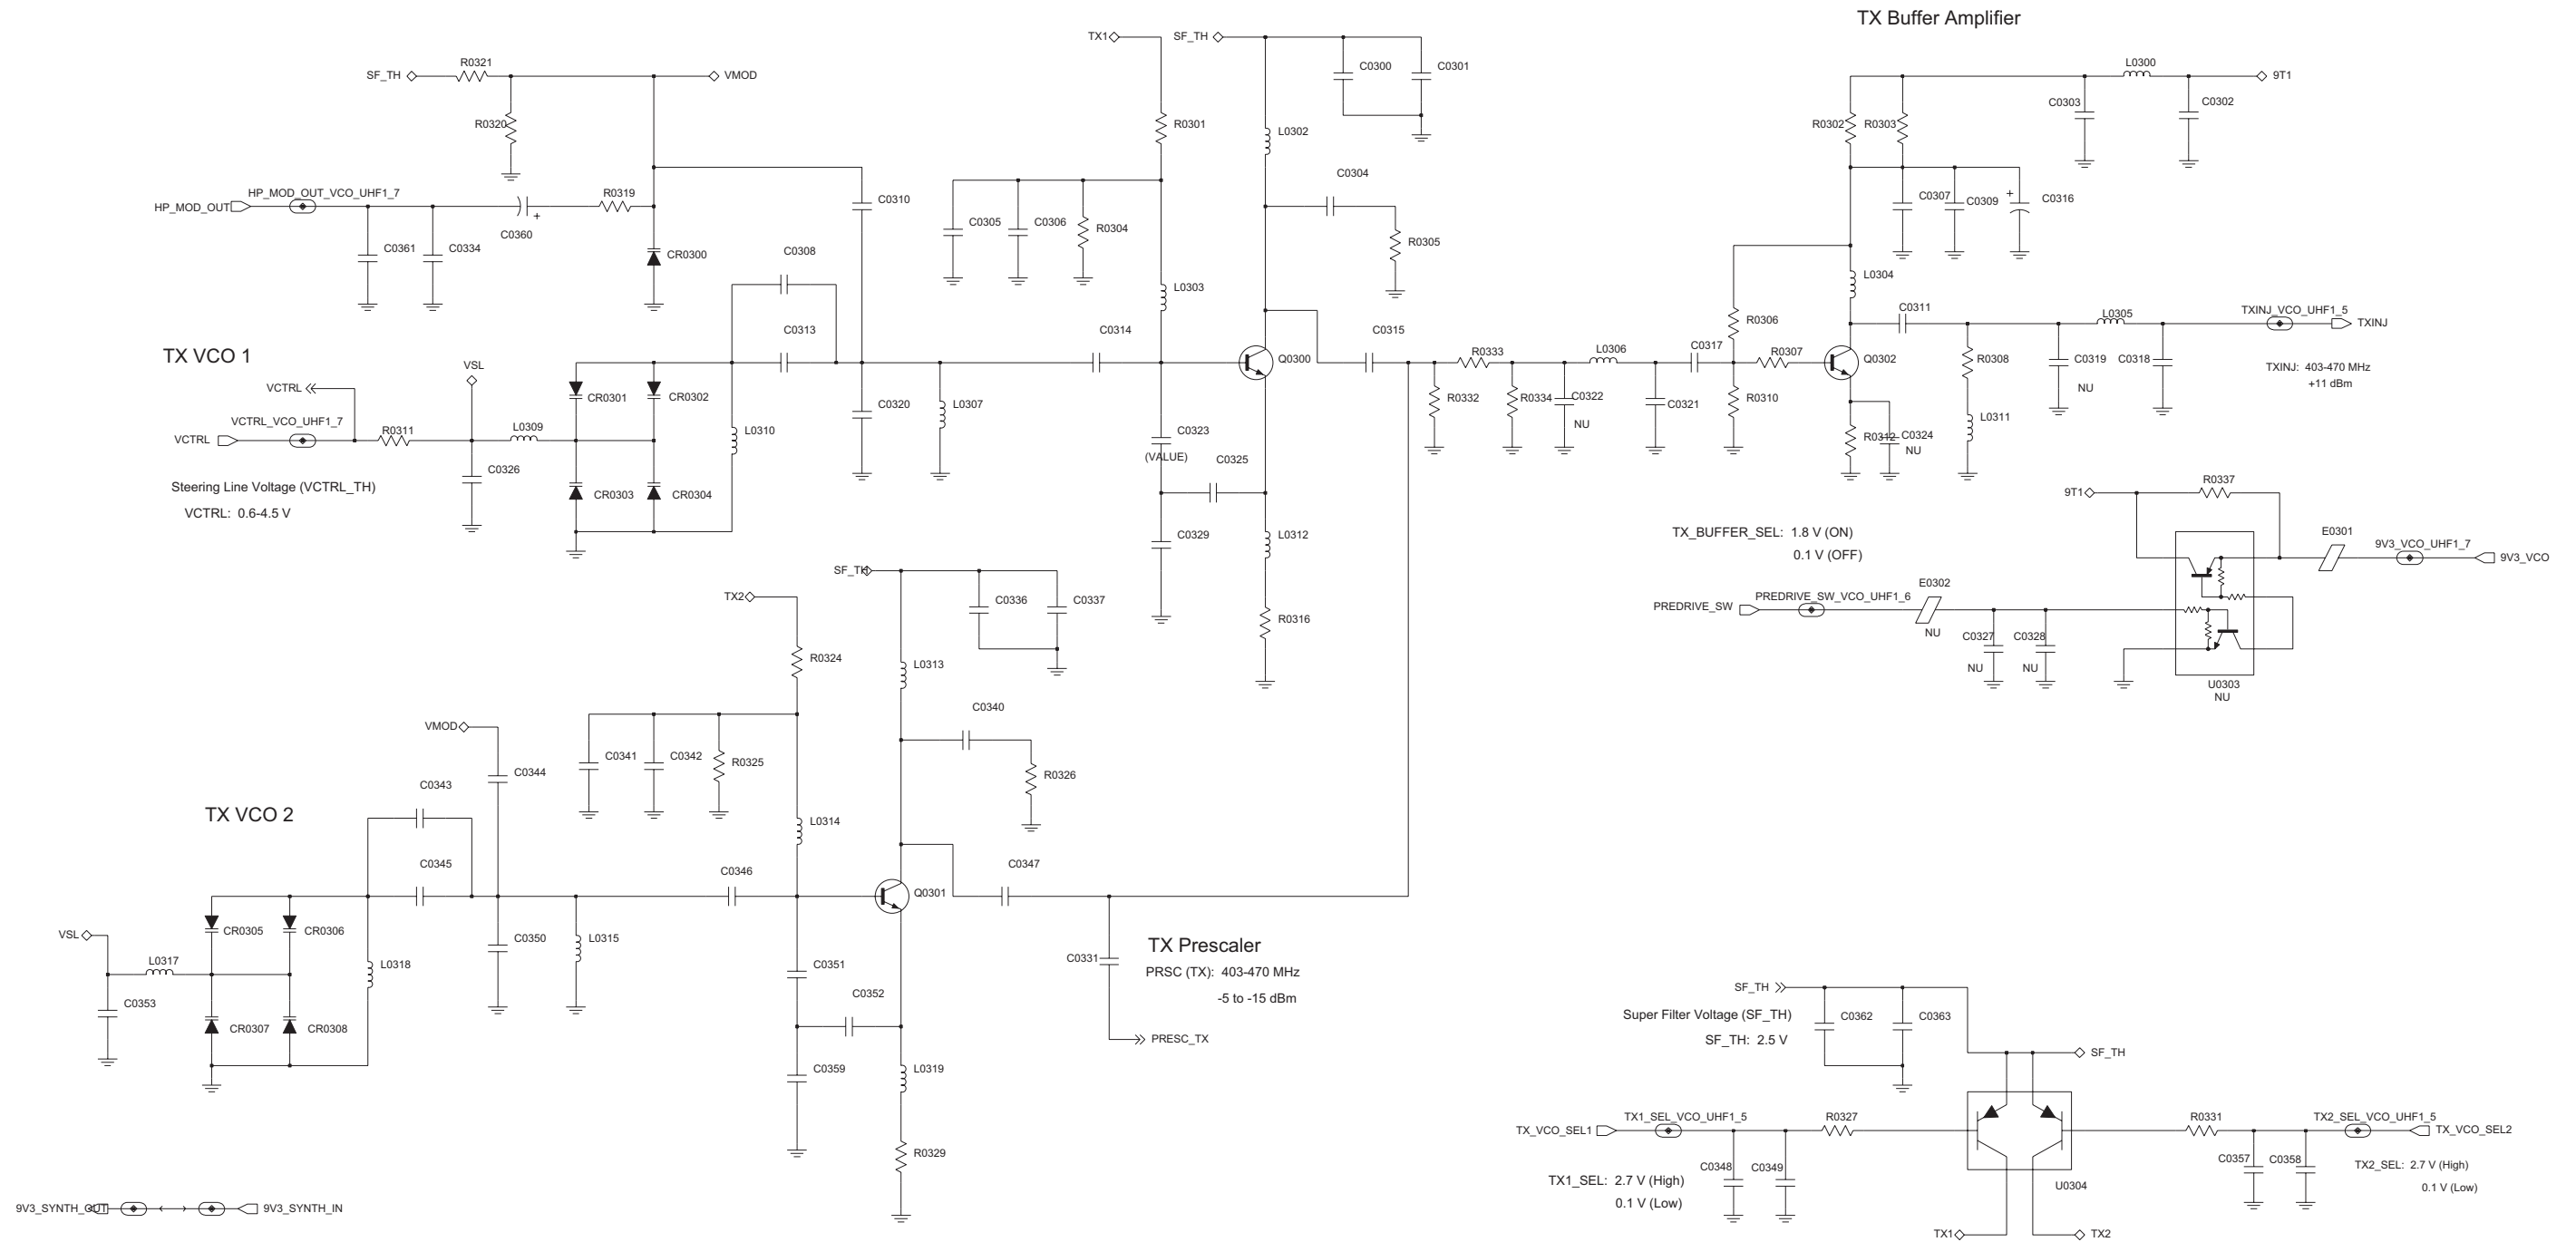 TX Buffer Amplifier
TX1
SF_TH
C0300
C0301
L0300
9T1
R0321
SF_TH
VMOD
C0303
C0302
R0320
R0301
L0302
R0302
R0303
C0304
HP_MOD_OUT_VCO_UHF1_7
R0319
HP_MOD_OUT
C0310
C0307
C0309
+
C0316
C0360
+
C0305
C0306
R0304
R0305
C0361
C0334
CR0300
C0308
L0303
L0304
R0306
C0311
L0305
TXINJ_VCO_UHF1_5
TXINJ
C0313
C0314
C0315
TX VCO 1
VSL
Q0300
R0333
L0306
C0317
R0307
Q0302
R0308
C0319
NU
C0318
TXINJ: 403-470 MHz
+11 dBm
VCTRL
CR0301
CR0302
C0320
L0307
R0332
R0334
C0322
NU
C0321
R0310
L0311
VCTRL_VCO_UHF1_7
VCTRL
R0311
L0309
L0310
C0323
(VALUE)
R0312
C0324
NU
C0326
C0325
Steering Line Voltage (VCTRL_TH)
VCTRL: 0.6-4.5 V
CR0303
CR0304
R0337
9T1
C0329
L0312
TX_BUFFER_SEL: 1.8 V (ON)
0.1 V (OFF)
E0301
9V3_VCO_UHF1_7
9V3_VCO
SF_TH
TX2
C0336
C0337
E0302
PREDRIVE_SW
PREDRIVE_SW_VCO_UHF1_6
NU
C0327
NU
C0328
NU
R0316
R0324
L0313
U0303
NU
VMOD
C0340
C0341
C0342
R0325
C0344
R0326
C0343
TX VCO 2
L0314
C0345
C0346
C0347
Q0301
VSL
CR0305
CR0306
C0350
L0315
TX Prescaler
PRSC (TX): 403-470 MHz
-5 to -15 dBm
C0331
L0317
L0318
C0351
C0352
C0353
CR0307
CR0308
PRESC_TX
SF_TH
Super Filter Voltage (SF_TH)
SF_TH: 2.5 V
C0362
C0363
SF_TH
C0359
L0319
TX_VCO_SEL1
TX1_SEL_VCO_UHF1_5
R0327
R0331
TX2_SEL_VCO_UHF1_5
TX_VCO_SEL2
R0329
C0348
C0349
C0357
C0358
TX1_SEL: 2.7 V (High)
0.1 V (Low)
U0304
TX2_SEL: 2.7 V (High)
0.1 V (Low)
9V3_SYNTH_OUT
9V3_SYNTH_IN
TX1
TX2